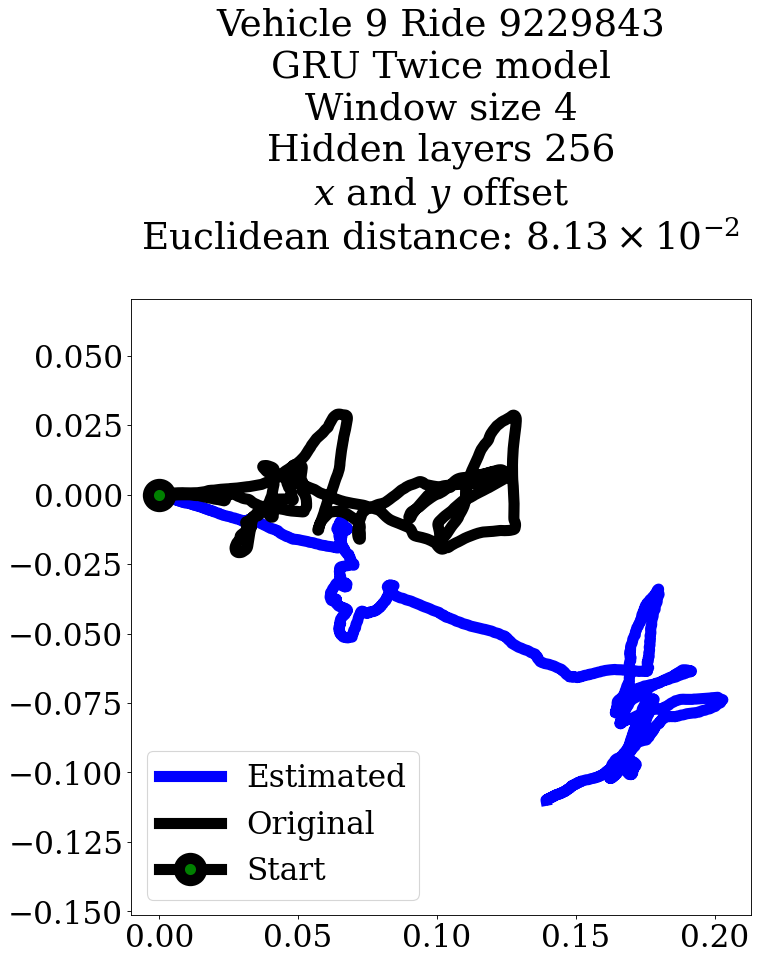 Vehicle 9 Ride 9229843
GRU Twice model
Window size 4
Hidden layers 256
x and y offset
Euclidean distance: 8.13 × 10⁻²
0.050
0.025
0.000
−0.025
−0.050
−0.075
−0.100
−0.125
−0.150
Estimated
Original
Start
0.00 0.05 0.10 0.15 0.20